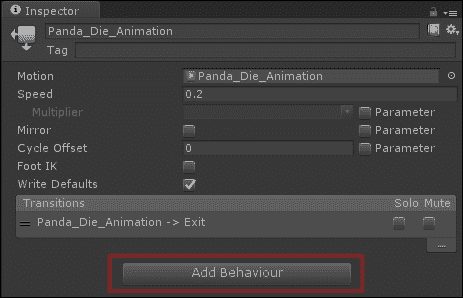 Inspector
Panda_Die_Animation
Tag
Motion Panda_Die_Animation
Speed 0.2
Multiplier Parameter
Mirror Parameter
Cycle Offset 0 Parameter
Foot IK
Write Defaults
Transitions Solo Mute
Panda_Die_Animation -> Exit
Add Behaviour